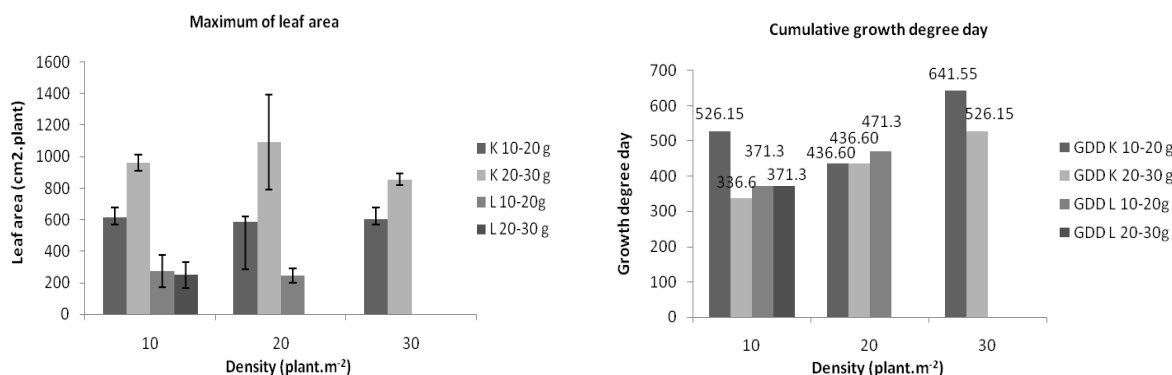 Maximum of leaf area
Leaf area (cm2.plant)
1600
1400
1200
1000
800
600
400
200
0
10
20
30
Density (plant.m-2)
K 10-20 g
K 20-30 g
L 10-20g
L 20-30 g
Cumulative growth degree day
Growth degree day
700
600
500
400
300
200
100
0
526.15
336.6
371.3
371.3
436.60
436.60
471.3
641.55
526.15
10
20
30
Density (plant.m-2)
GDD K 10-20 g
GDD K 20-30 g
GDD L 10-20g
GDD L 20-30g